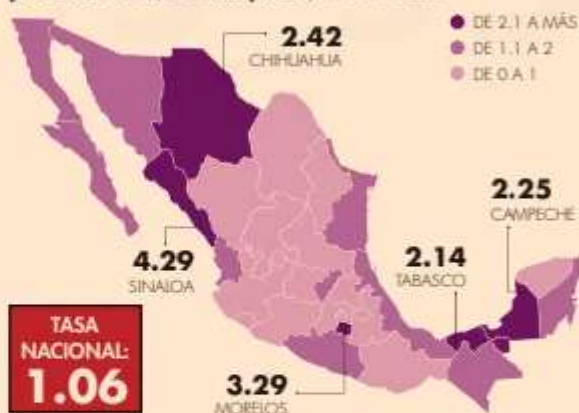 2.42
CHIHUAHUA
DE 2.1 A MÁS
DE 1.1 A 2
DE 0 A 1
2.25
CAMPECHE
4.29
SINALOA
2.14
TABASCO
TASA
NACIONAL:
1.06
3.29
MORELOS